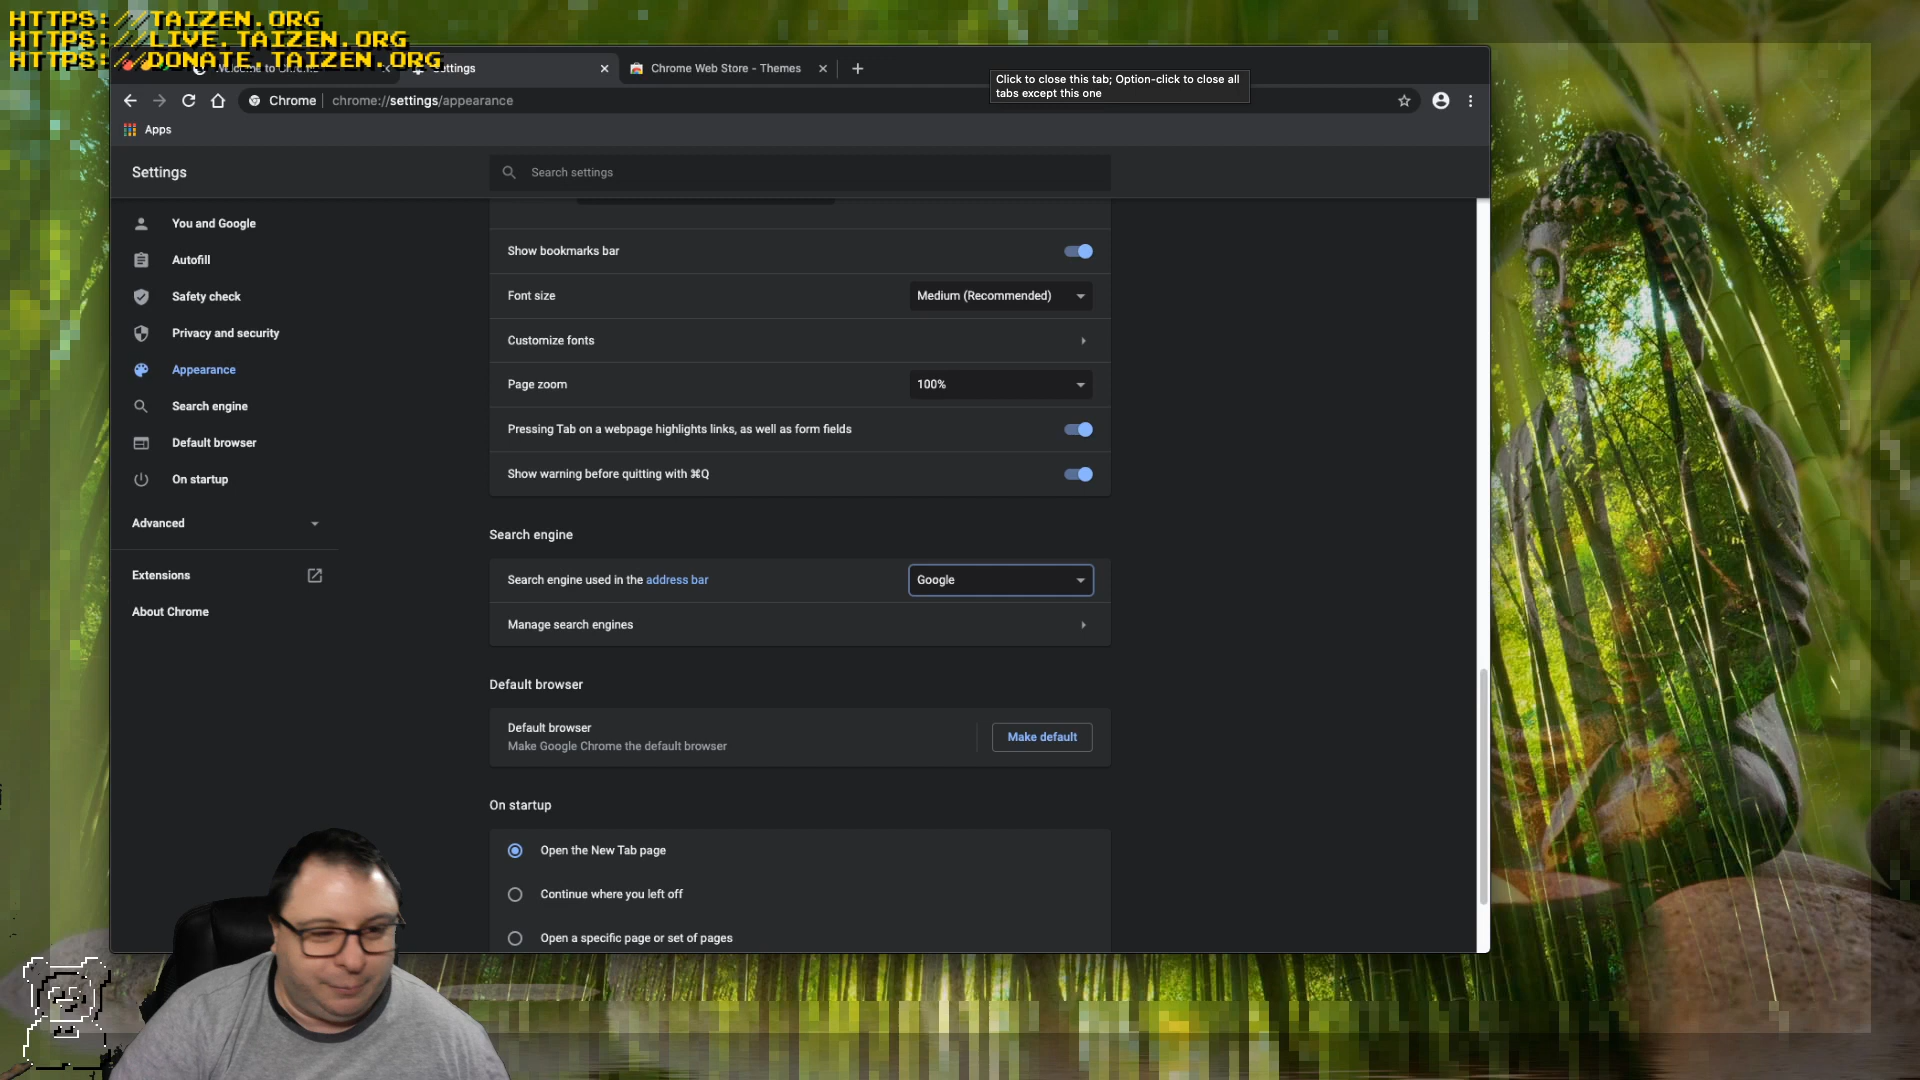 HTTPS://TAIZEN.ORG
HTTPS://LIVE.TAIZEN.ORG
HTTPS://DONATE.TAIZEN.ORG
Welcome to
ettings
Chrome Web Store - Themes
Click to close this tab; Option-click to close all
tabs except this one
Chrome
chrome://settings/appearance
Apps
Settings
Search settings
You and Google
Autofill
Safety check
Privacy and security
Appearance
Search engine
Default browser
On startup
Advanced
Extensions
About Chrome
Show bookmarks bar
Font size
Medium (Recommended)
Customize fonts
Page zoom
100%
Pressing Tab on a webpage highlights links, as well as form fields
Show warning before quitting with ⌘Q
Search engine
Search engine used in the address bar
Google
Manage search engines
Default browser
Default browser
Make Google Chrome the default browser
Make default
On startup
Open the New Tab page
Continue where you left off
Open a specific page or set of pages